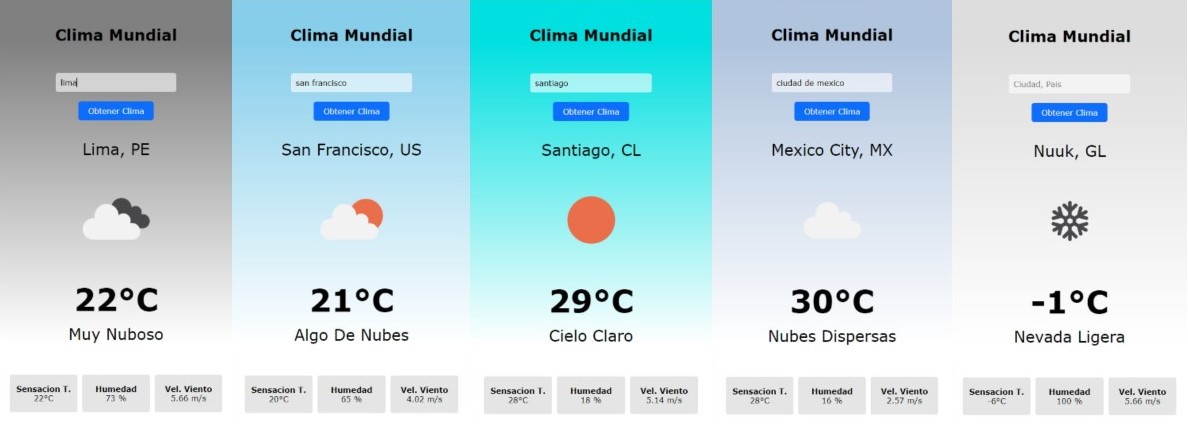 Clima Mundial
lima
Obtener Clima
Lima, PE
22°C
Muy Nuboso
Sensacion T.
22°C
Humedad
73 %
Vel. Viento
5.66 m/s
Clima Mundial
san francisco
Obtener Clima
San Francisco, US
21°C
Algo De Nubes
Sensacion T.
20°C
Humedad
65 %
Vel. Viento
4.02 m/s
Clima Mundial
santiago
Obtener Clima
Santiago, CL
29°C
Cielo Claro
Sensacion T.
28°C
Humedad
18 %
Vel. Viento
5.14 m/s
Clima Mundial
ciudad de mexico
Obtener Clima
Mexico City, MX
30°C
Nubes Dispersas
Sensacion T.
28°C
Humedad
16 %
Vel. Viento
2.57 m/s
Clima Mundial
Ciudad, Pais
Obtener Clima
Nuuk, GL
-1°C
Nevada Ligera
Sensacion T.
-6°C
Humedad
100 %
Vel. Viento
5.66 m/s